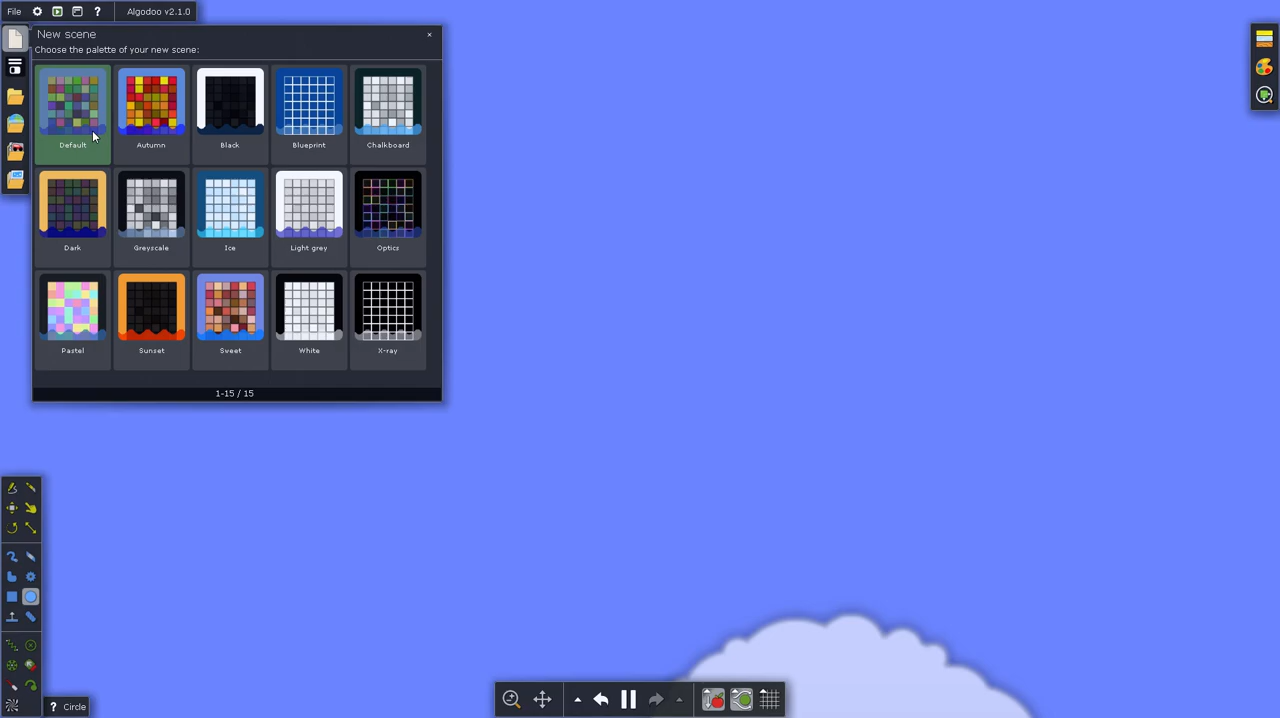 File ? Algodoo v2.1.0
New scene ×
Choose the palette of your new scene:
Default Autumn Black Blueprint Chalkboard
Dark Greyscale Ice Light grey Optics
Pastel Sunset Sweet White X-ray
1-15 / 15
? Circle